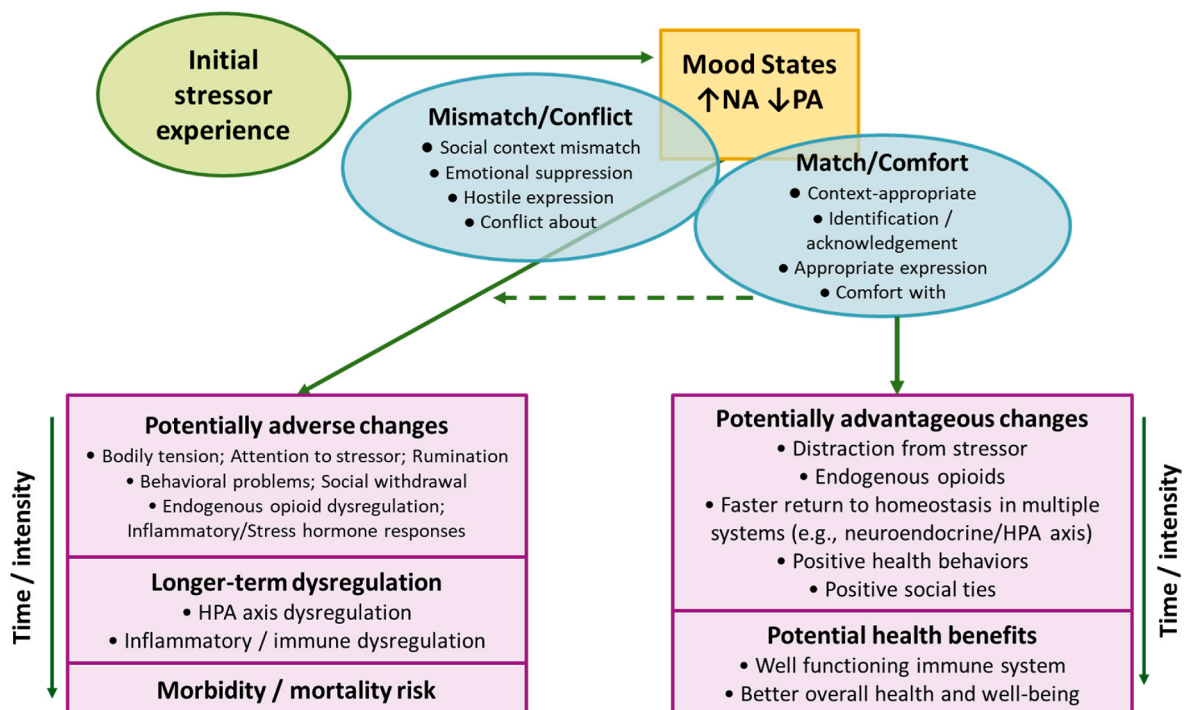 Initial
stressor
experience
Mood States
↑NA ↓PA
Mismatch/Conflict
● Social context mismatch
● Emotional suppression
● Hostile expression
● Conflict about
Match/Comfort
● Context-appropriate
● Identification /
acknowledgement
● Appropriate expression
● Comfort with
Time / intensity
Potentially adverse changes
• Bodily tension; Attention to stressor; Rumination
• Behavioral problems; Social withdrawal
• Endogenous opioid dysregulation;
Inflammatory/Stress hormone responses
Longer-term dysregulation
• HPA axis dysregulation
• Inflammatory / immune dysregulation
Morbidity / mortality risk
Potentially advantageous changes
• Distraction from stressor
• Endogenous opioids
• Faster return to homeostasis in multiple
systems (e.g., neuroendocrine/HPA axis)
• Positive health behaviors
• Positive social ties
Potential health benefits
• Well functioning immune system
• Better overall health and well-being
Time / intensity